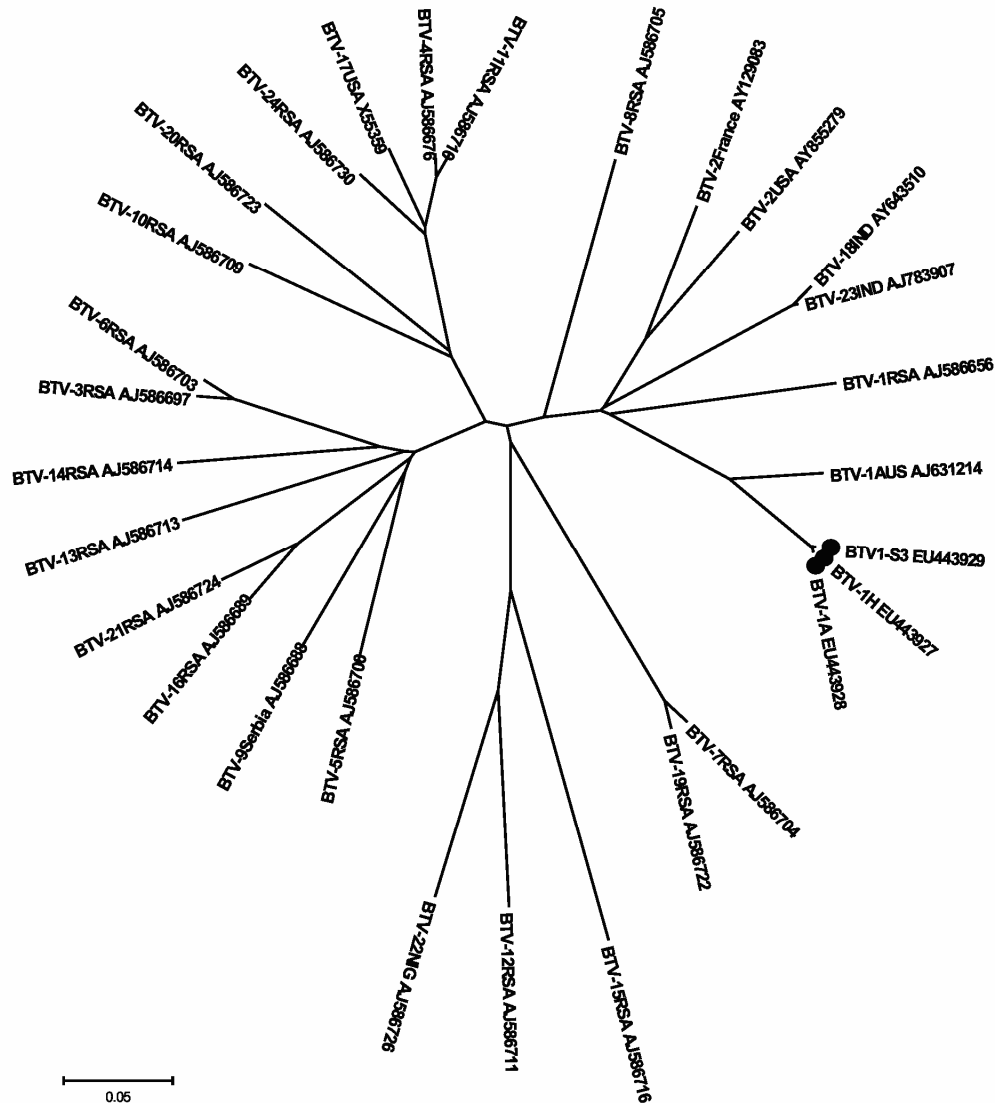 BTV-4RSA AJ586676
BTV-11RSA AJ586710
BTV-17USA X55359
BTV-24RSA AJ586730
BTV-20RSA AJ586723
BTV-10RSA AJ586709
BTV-6RSA AJ586703
BTV-3RSA AJ586697
BTV-14RSA AJ586714
BTV-13RSA AJ586713
BTV-21RSA AJ586724
BTV-16RSA AJ586689
BTV-9Serbia AJ586688
BTV-5RSA AJ586708
BTV-22NIG AJ586726
BTV-12RSA AJ586711
BTV-15RSA AJ586716
BTV-19RSA AJ586722
BTV-7RSA AJ586704
BTV-1A EU443928
BTV-1H EU443927
BTV1-S3 EU443929
BTV-1AUS AJ631214
BTV-1RSA AJ586656
BTV-23IND AJ783907
BTV-18IND AY643510
BTV-2USA AY855279
BTV-2France AY129083
BTV-8RSA AJ586705
0.05